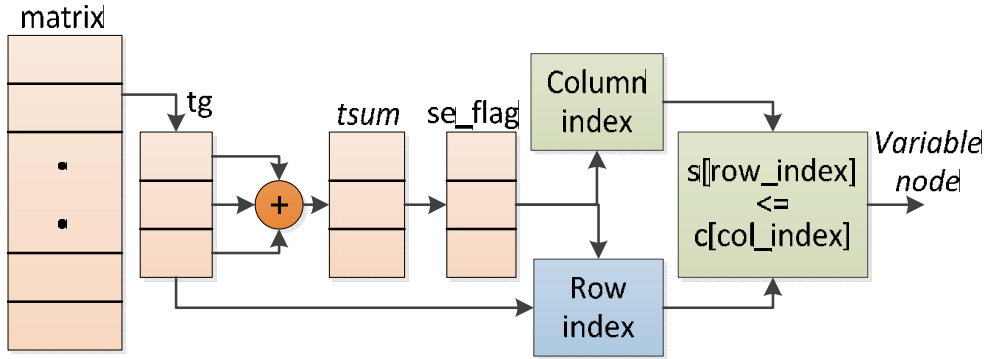 matrix
tg
tsum
se_flag
+
Column
index
Row
index
s[row_index]
<=
c[col_index]
Variable
node